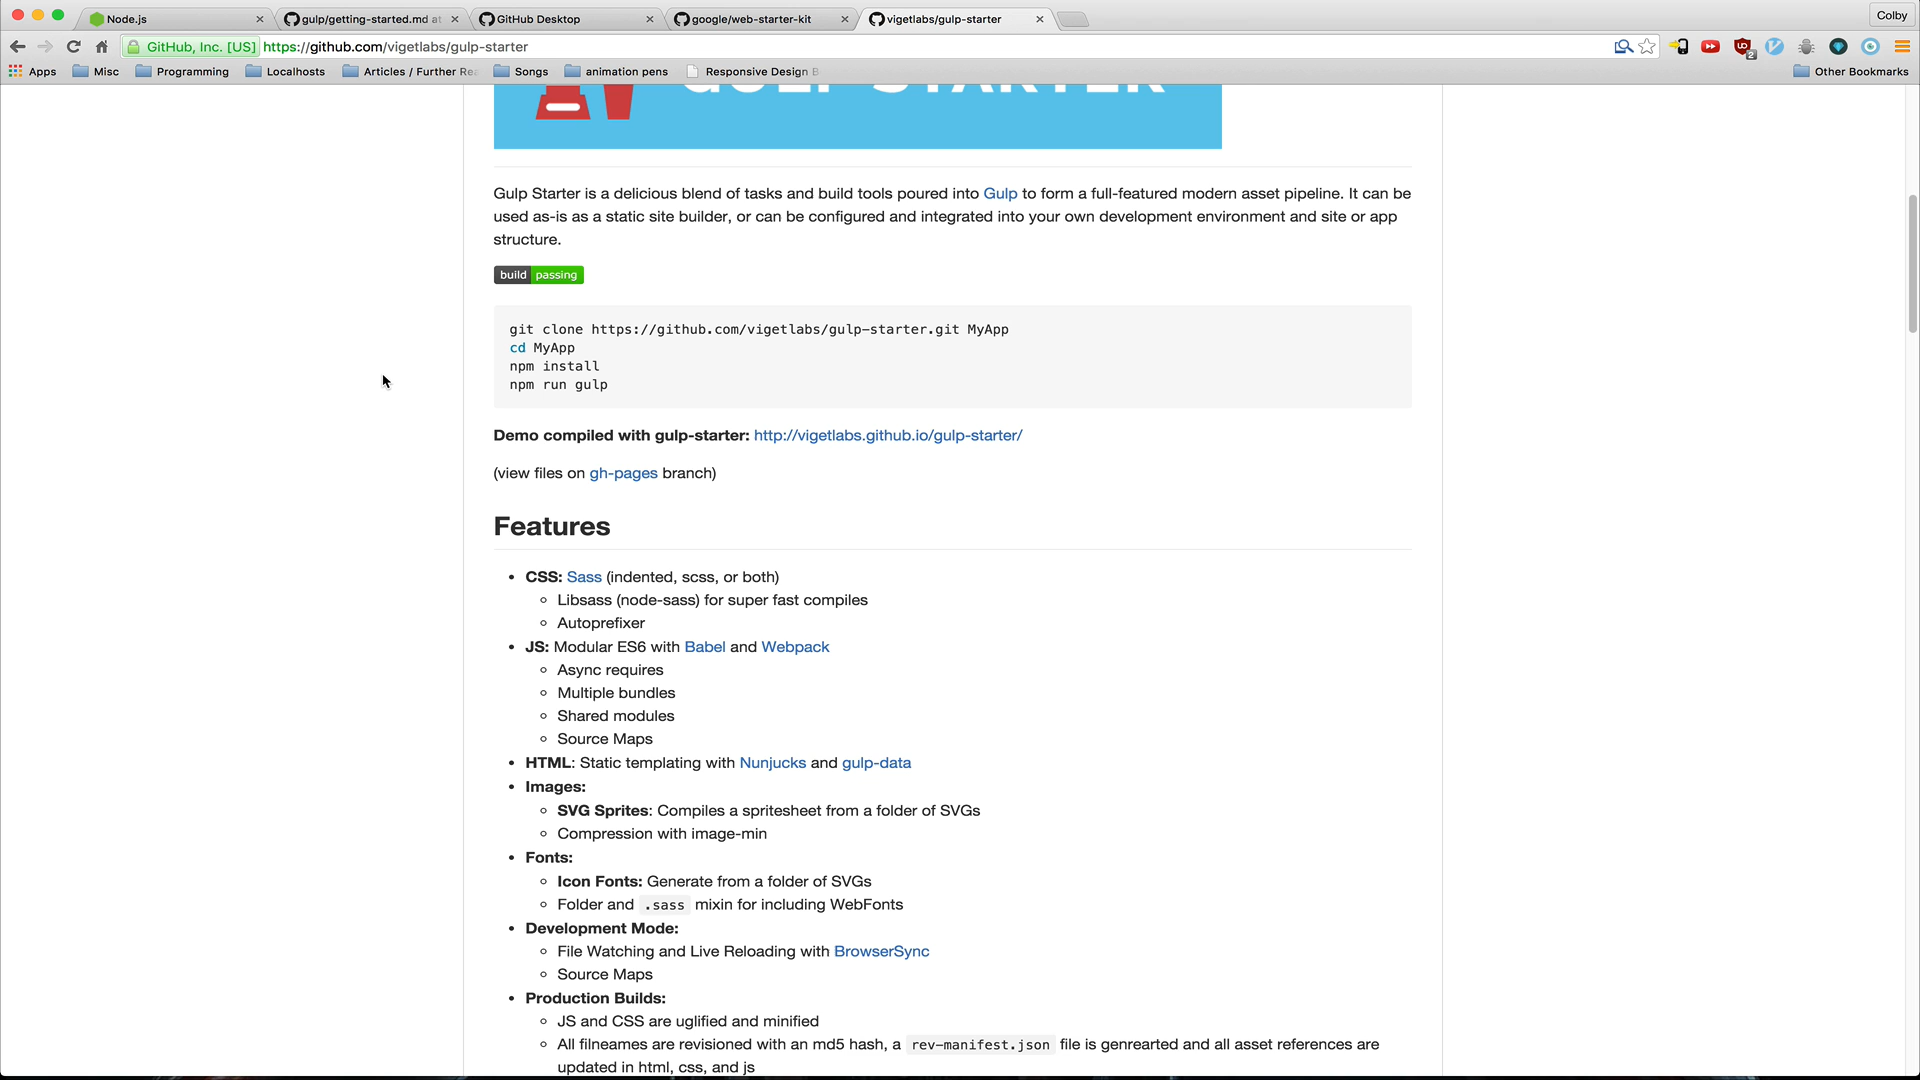 Node.js
gulp/getting-started.md at
GitHub Desktop
google/web-starter-kit
vigetlabs/gulp-starter
Colby
GitHub, Inc. [US] https://github.com/vigetlabs/gulp-starter
Apps Misc Programming Localhosts Articles / Further Rea Songs animation pens Responsive Design B Other Bookmarks
GULP STARTER
Gulp Starter is a delicious blend of tasks and build tools poured into Gulp to form a full-featured modern asset pipeline. It can be
used as-is as a static site builder, or can be configured and integrated into your own development environment and site or app
structure.
build passing
git clone https://github.com/vigetlabs/gulp-starter.git MyApp
cd MyApp
npm install
npm run gulp
Demo compiled with gulp-starter: http://vigetlabs.github.io/gulp-starter/
(view files on gh-pages branch)
Features
• CSS: Sass (indented, scss, or both)
Libsass (node-sass) for super fast compiles
Autoprefixer
• JS: Modular ES6 with Babel and Webpack
Async requires
Multiple bundles
Shared modules
Source Maps
• HTML: Static templating with Nunjucks and gulp-data
• Images:
SVG Sprites: Compiles a spritesheet from a folder of SVGs
Compression with image-min
• Fonts:
Icon Fonts: Generate from a folder of SVGs
Folder and .sass mixin for including WebFonts
• Development Mode:
File Watching and Live Reloading with BrowserSync
Source Maps
• Production Builds:
JS and CSS are uglified and minified
All filneames are revisioned with an md5 hash, a rev-manifest.json file is genrearted and all asset references are
updated in html, css, and js